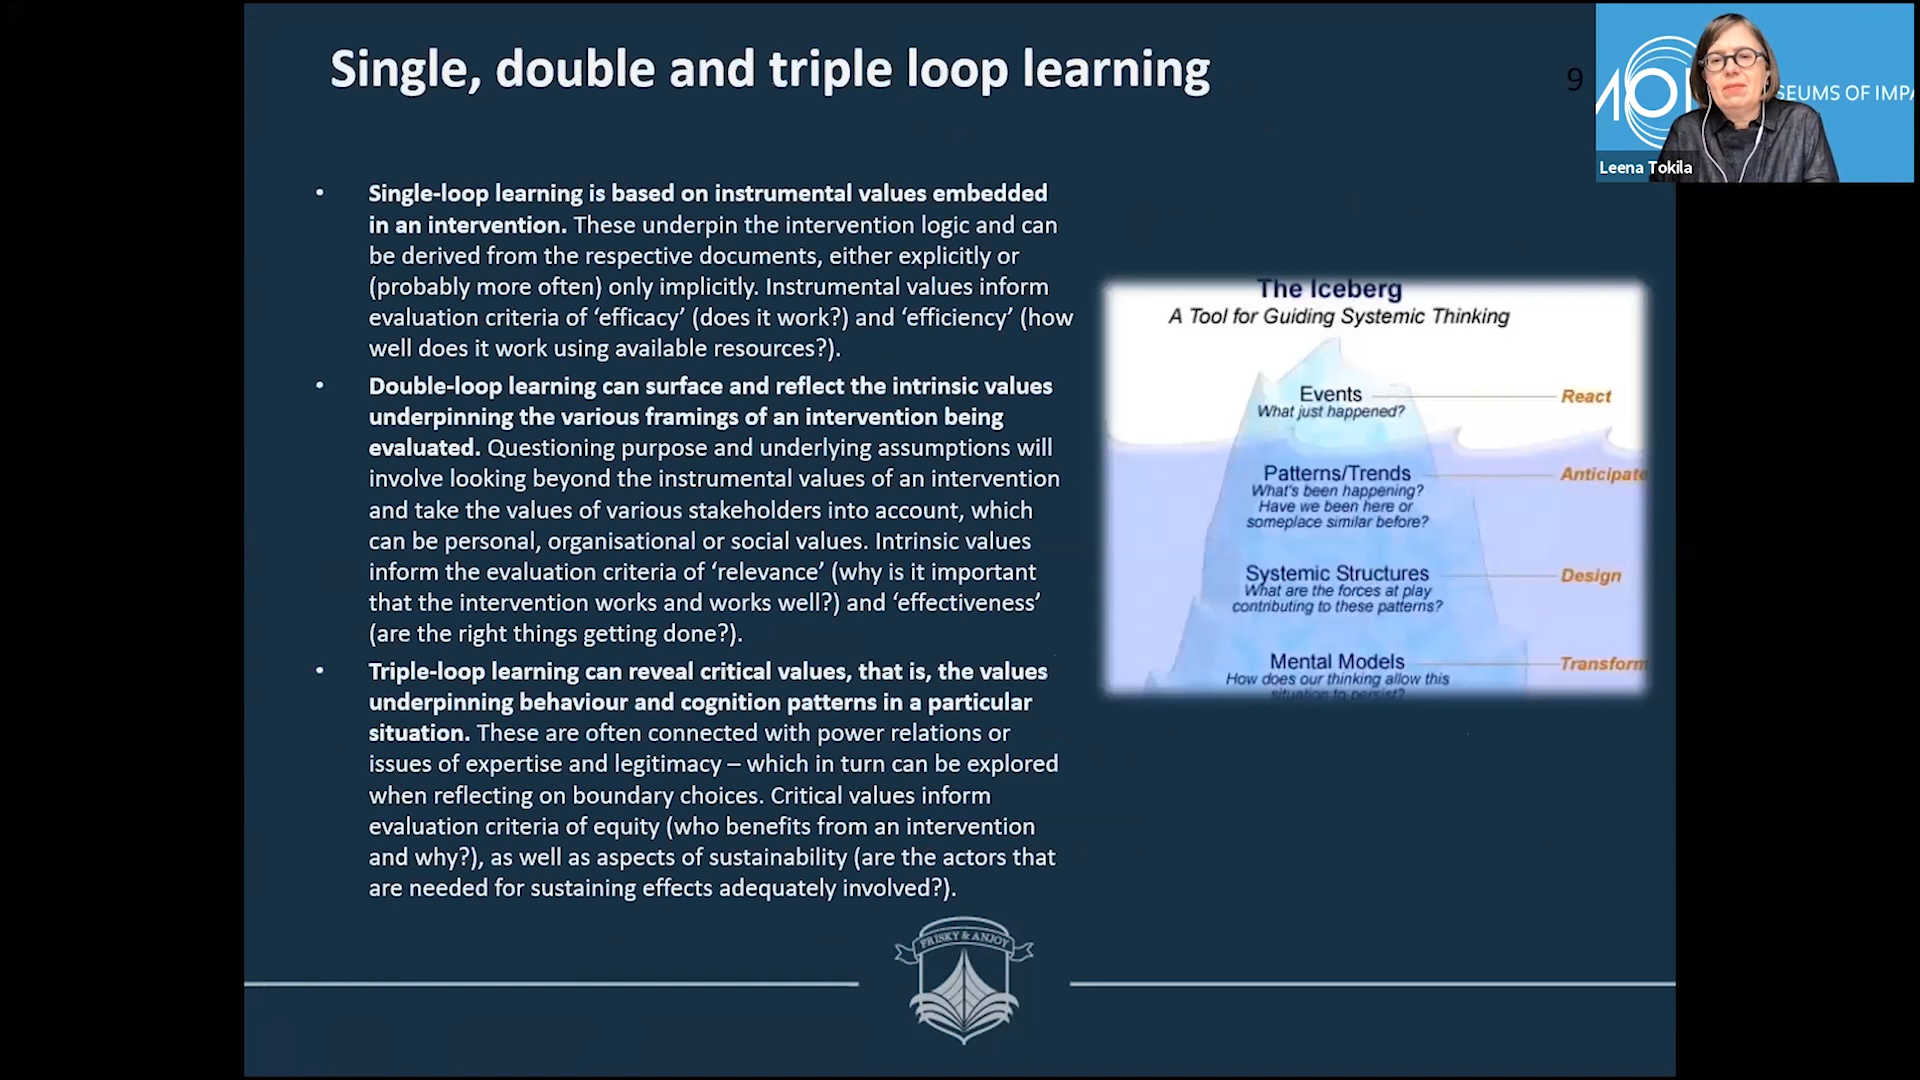 Single, double and triple loop learning
9
SEUMS OF IMPA
Leena Tokila
• Single-loop learning is based on instrumental values embedded
in an intervention. These underpin the intervention logic and can
be derived from the respective documents, either explicitly or
(probably more often) only implicitly. Instrumental values inform
evaluation criteria of ‘efficacy’ (does it work?) and ‘efficiency’ (how
well does it work using available resources?).
• Double-loop learning can surface and reflect the intrinsic values
underpinning the various framings of an intervention being
evaluated. Questioning purpose and underlying assumptions will
involve looking beyond the instrumental values of an intervention
and take the values of various stakeholders into account, which
can be personal, organisational or social values. Intrinsic values
inform the evaluation criteria of ‘relevance’ (why is it important
that the intervention works and works well?) and ‘effectiveness’
(are the right things getting done?).
• Triple-loop learning can reveal critical values, that is, the values
underpinning behaviour and cognition patterns in a particular
situation. These are often connected with power relations or
issues of expertise and legitimacy – which in turn can be explored
when reflecting on boundary choices. Critical values inform
evaluation criteria of equity (who benefits from an intervention
and why?), as well as aspects of sustainability (are the actors that
are needed for sustaining effects adequately involved?).
The Iceberg
A Tool for Guiding Systemic Thinking
Events
What just happened?
React
Patterns/Trends
What's been happening?
Have we been here or
someplace similar before?
Anticipate
Systemic Structures
What are the forces at play
contributing to these patterns?
Design
Mental Models
How does our thinking allow this
situation to persist?
Transform
FRISKY & ANJOY